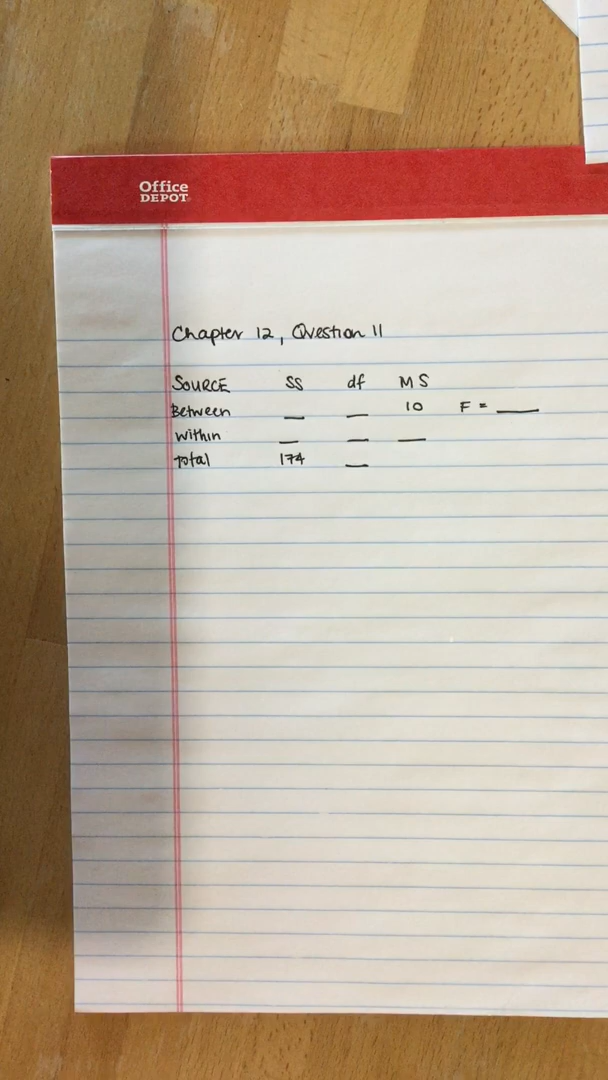 Office
DEPOT
Chapter 12, Question 11
SOURCE SS df MS
Between __ __ 10 F = ___
within __ __ __
total 174 __